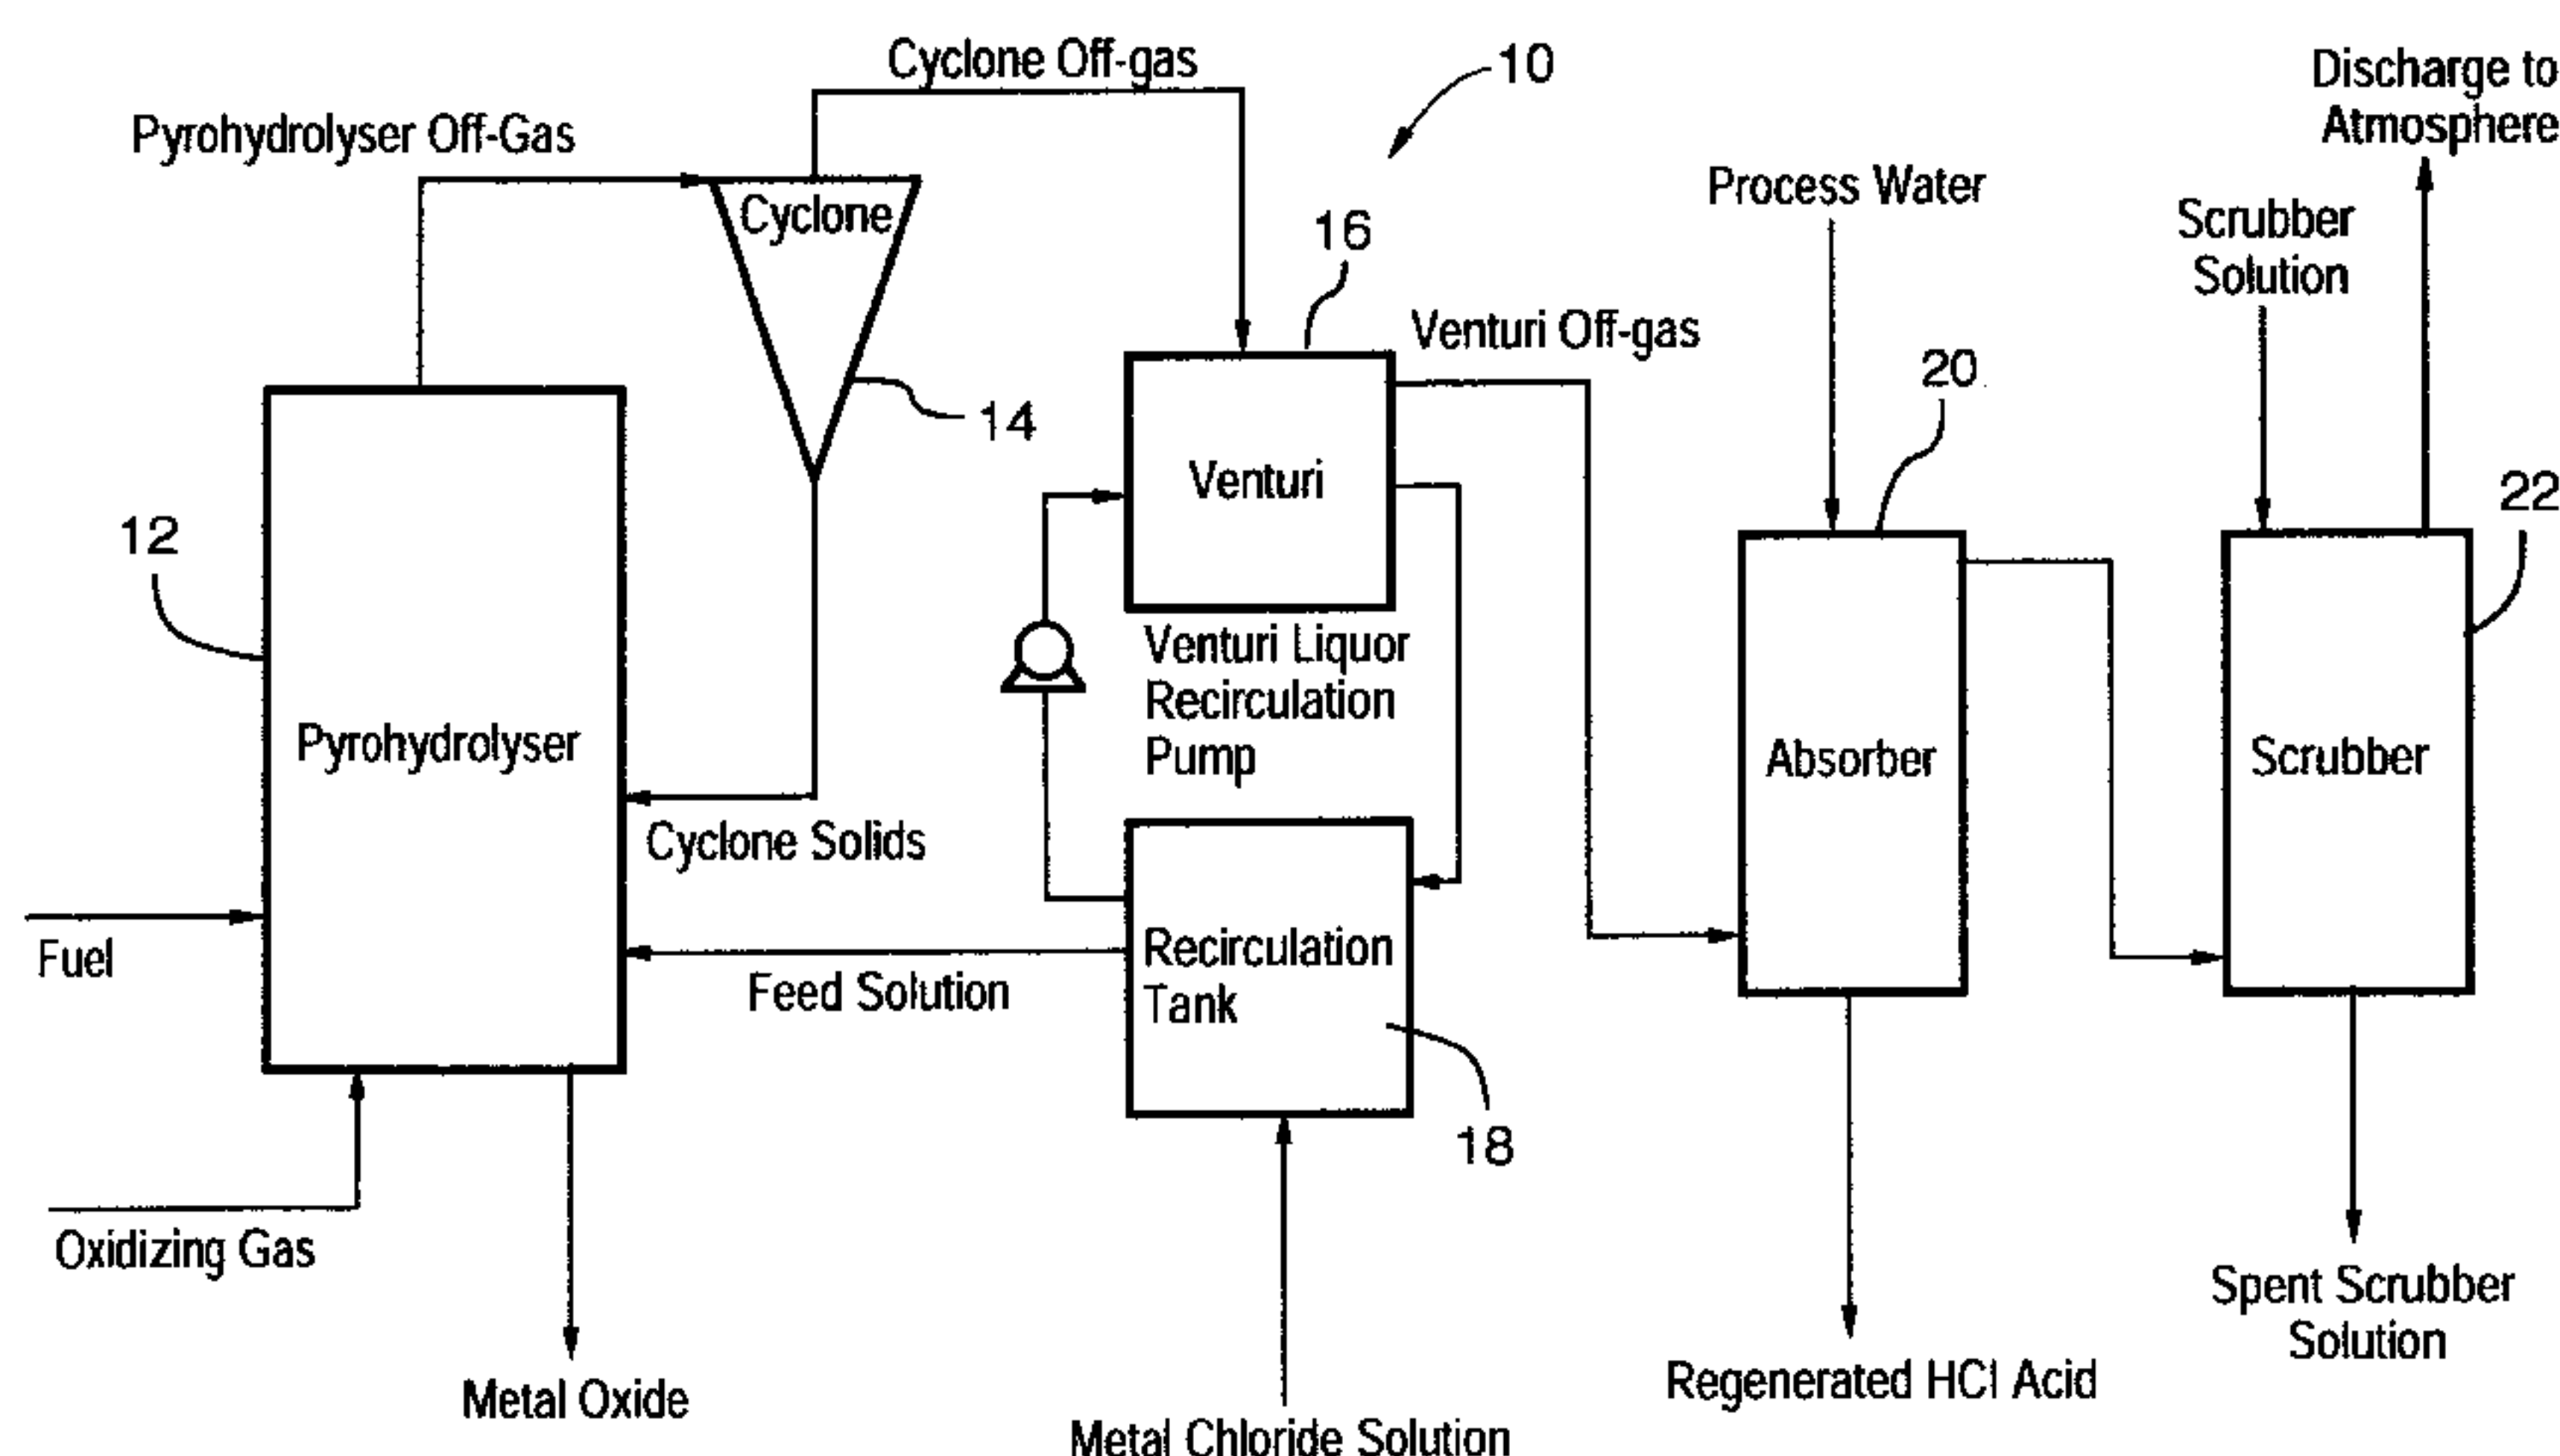 Cyclone Off-gas
10
Discharge to
Atmosphere
Pyrohydrolyser Off-Gas
Process Water
Cyclone
16
Scrubber
Solution
Venturi Off-gas
20
14
Venturi
22
12
Venturi Liquor
Recirculation
Pump
Pyrohydrolyser
Absorber
Scrubber
Cyclone Solids
Fuel
Recirculation
Tank
Feed Solution
18
Oxidizing Gas
Spent Scrubber
Solution
Metal Oxide
Regenerated HCl Acid
Metal Chloride Solution